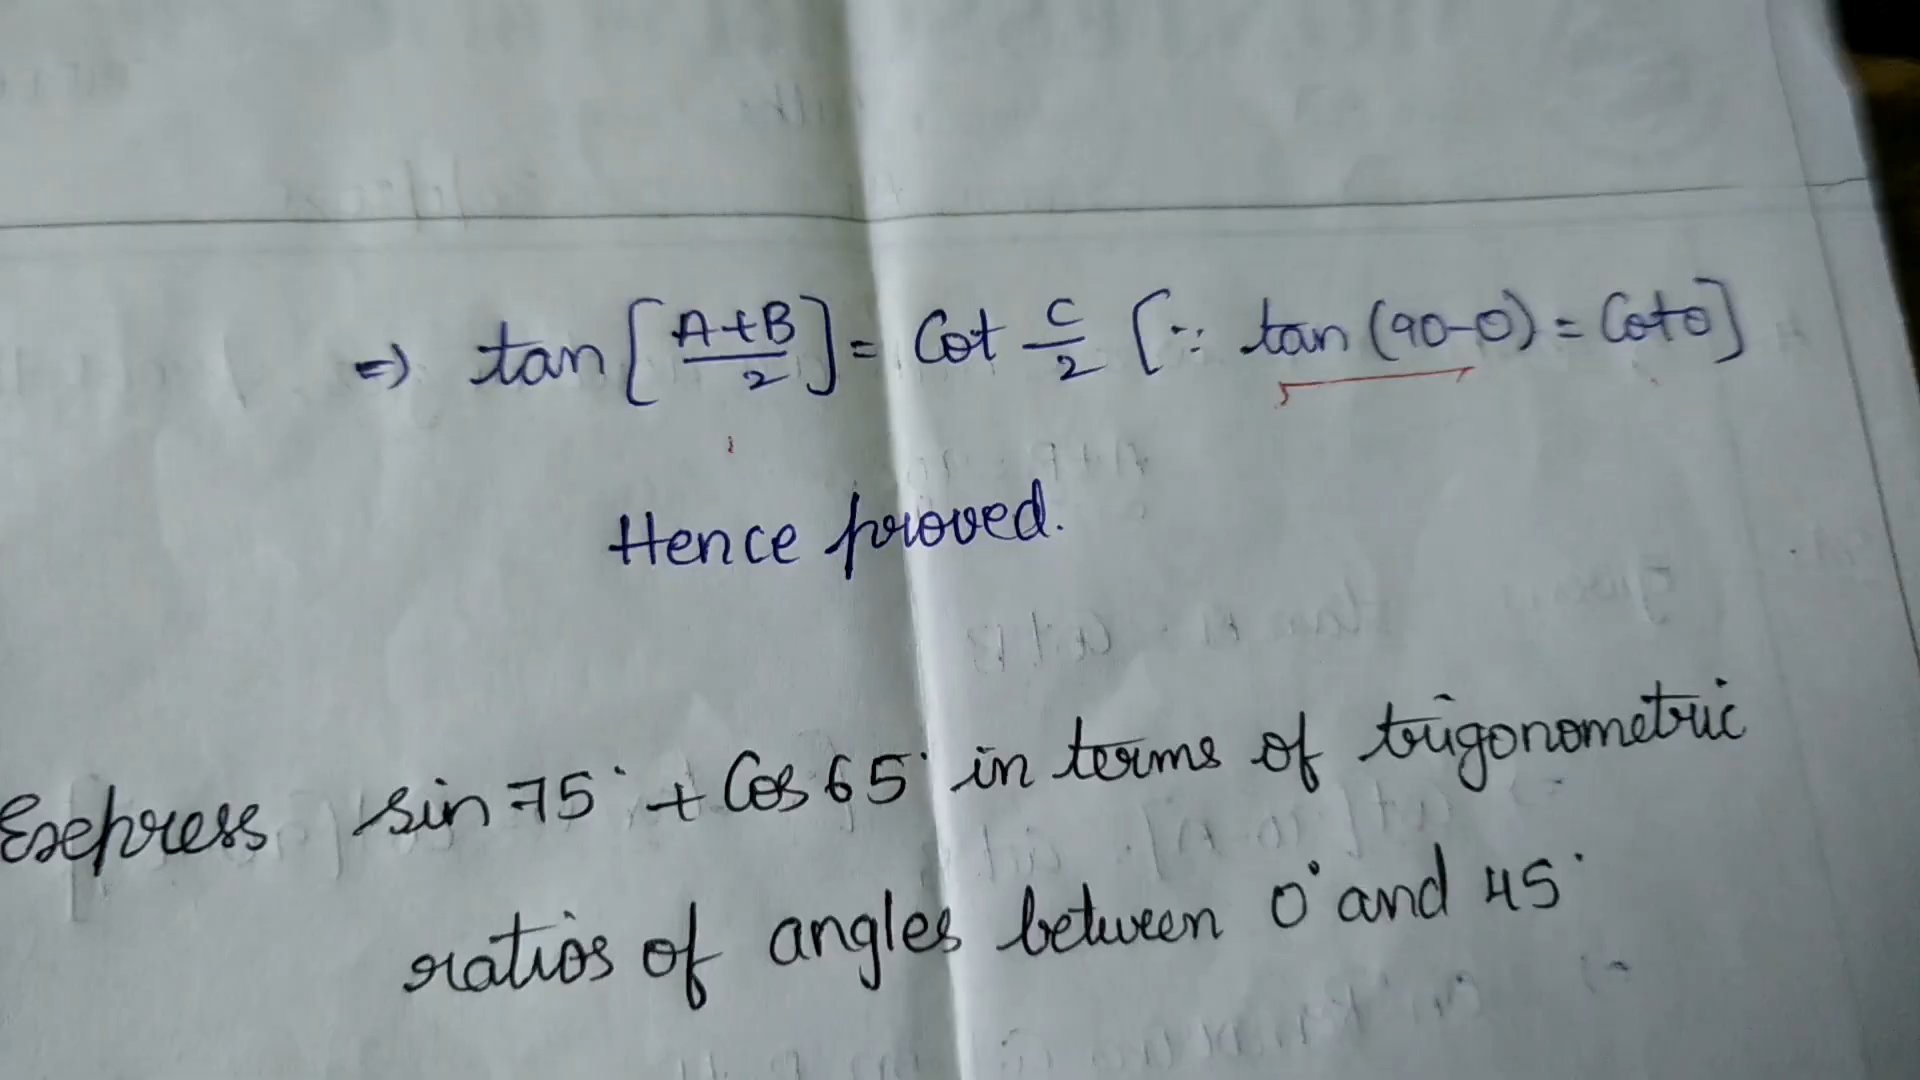 ⇒ tan [A+B/2] = Cot C/2 [∵ tan (90-θ) = Cotθ]
Hence proved.
Express sin 75° + Cos 65° in terms of trigonometric
ratios of angles between 0° and 45°